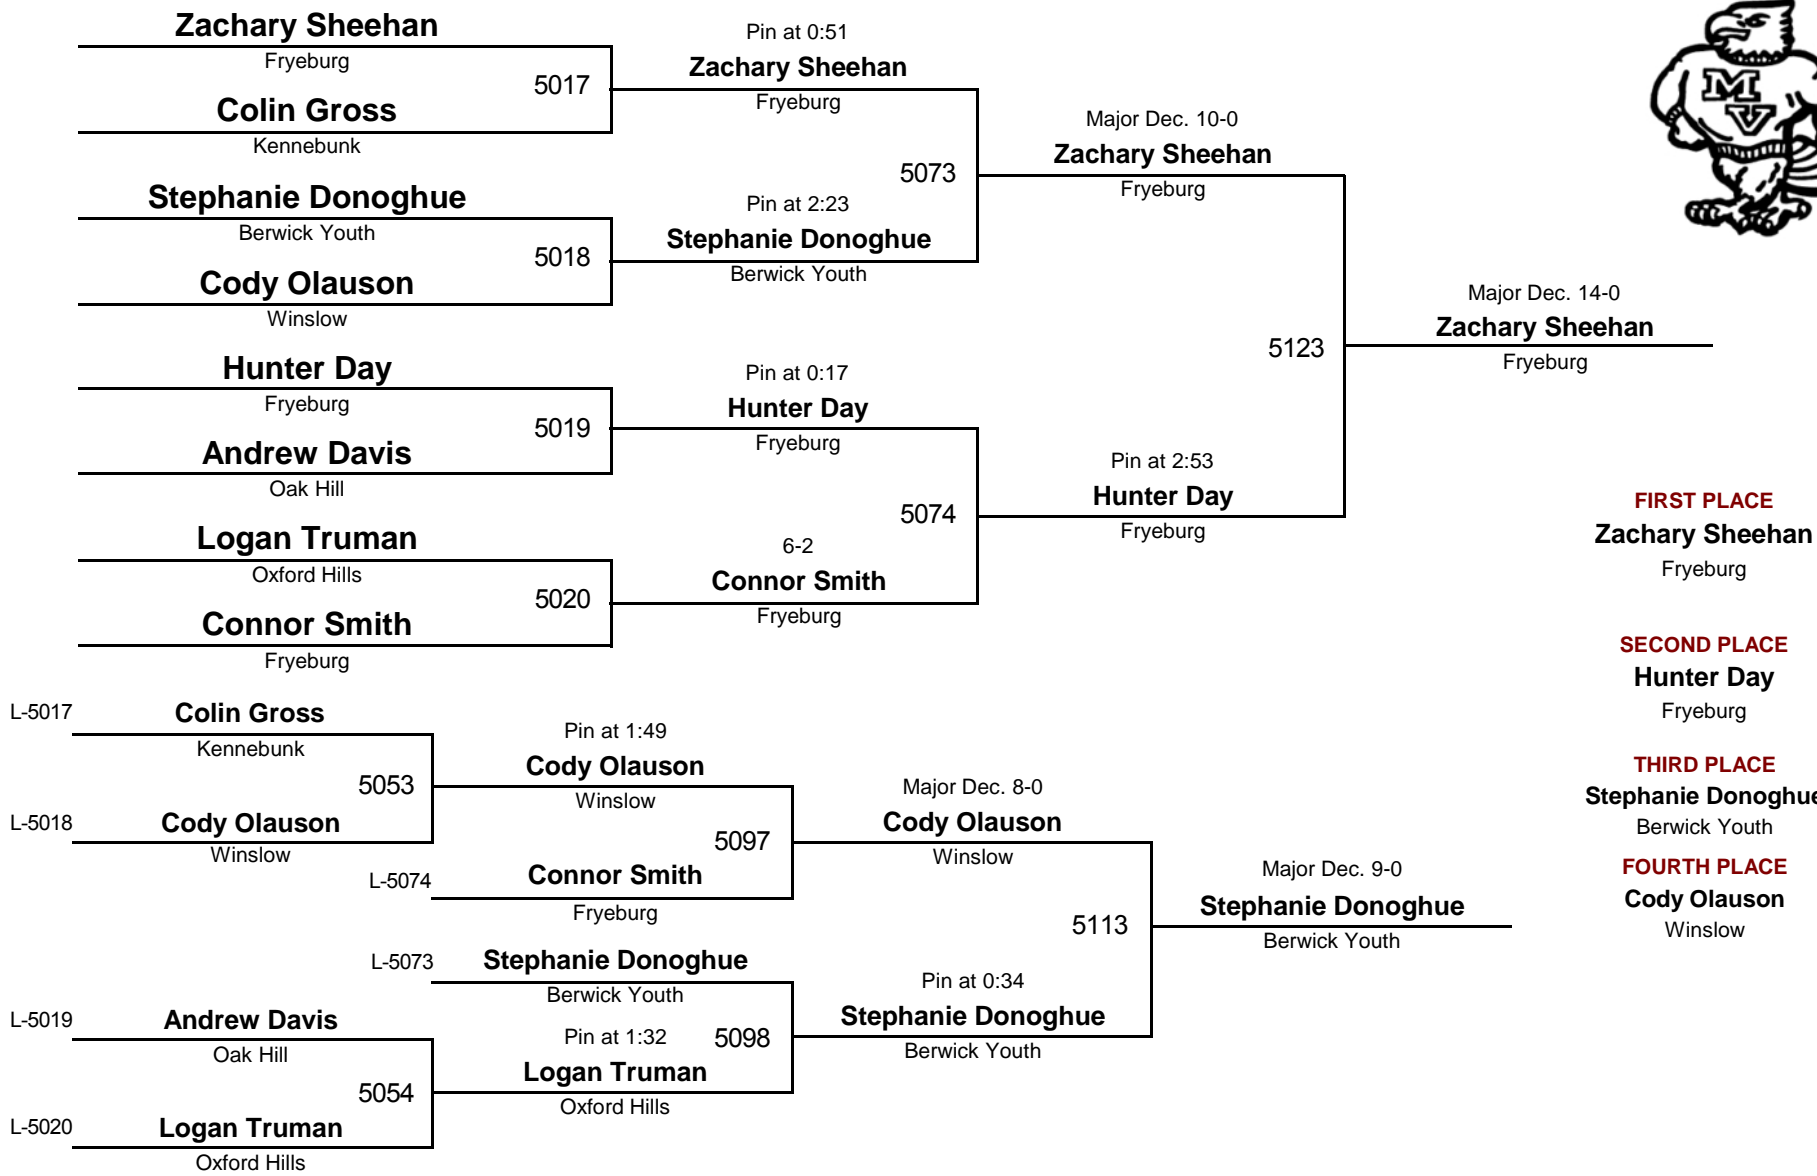 Zachary Sheehan
Fryeburg
5017
Colin Gross
Kennebunk
Stephanie Donoghue
Berwick Youth
5018
Cody Olauson
Winslow
Hunter Day
Fryeburg
5019
Andrew Davis
Oak Hill
Logan Truman
Oxford Hills
5020
Connor Smith
Fryeburg
Pin at 0:51
Zachary Sheehan
Fryeburg
5073
Pin at 2:23
Stephanie Donoghue
Berwick Youth
Pin at 0:17
Hunter Day
Fryeburg
5074
6-2
Connor Smith
Fryeburg
Major Dec. 10-0
Zachary Sheehan
Fryeburg
5123
Pin at 2:53
Hunter Day
Fryeburg
Major Dec. 14-0
Zachary Sheehan
Fryeburg
MV
FIRST PLACE
Zachary Sheehan
Fryeburg
SECOND PLACE
Hunter Day
Fryeburg
THIRD PLACE
Stephanie Donoghue
Berwick Youth
FOURTH PLACE
Cody Olauson
Winslow
L-5017
Colin Gross
Kennebunk
5053
L-5018
Cody Olauson
Winslow
Pin at 1:49
Cody Olauson
Winslow
5097
L-5074
Connor Smith
Fryeburg
L-5073
Stephanie Donoghue
Berwick Youth
5098
L-5019
Andrew Davis
Oak Hill
5054
L-5020
Logan Truman
Oxford Hills
Pin at 1:32
Logan Truman
Oxford Hills
Major Dec. 8-0
Cody Olauson
Winslow
5113
Pin at 0:34
Stephanie Donoghue
Berwick Youth
Major Dec. 9-0
Stephanie Donoghue
Berwick Youth